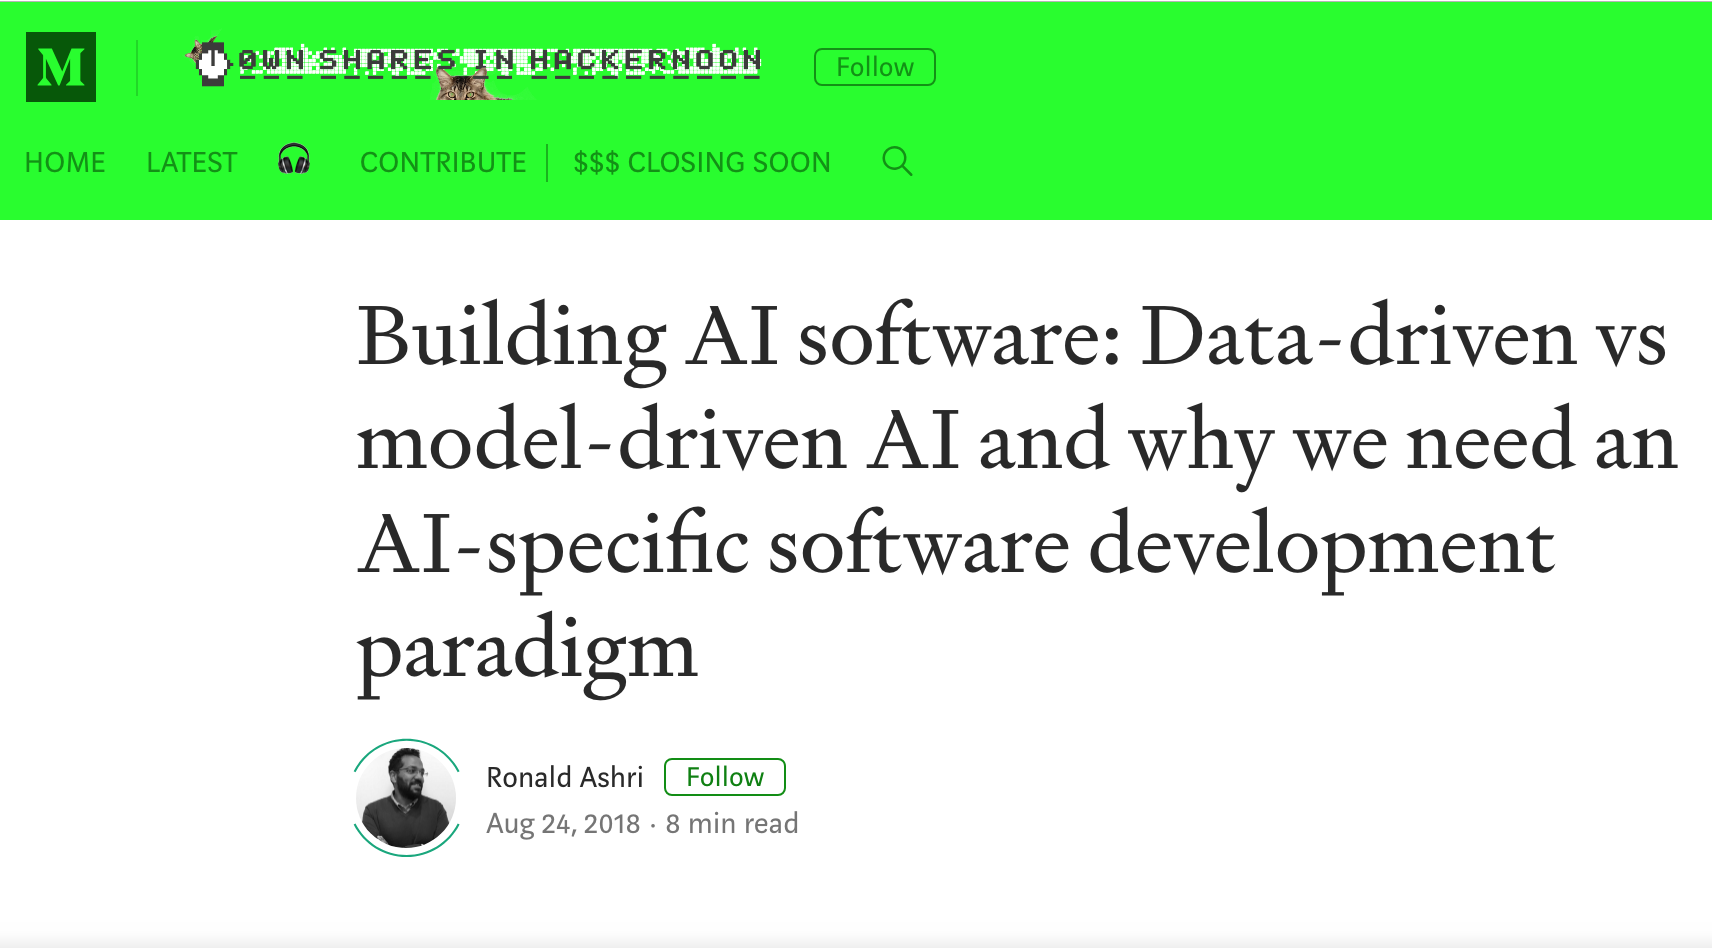 M
0WN SHARES IN HACKERNOON
Follow
HOME LATEST 🎧 CONTRIBUTE $$$ CLOSING SOON
Building AI software: Data-driven vs
model-driven AI and why we need an
AI-specific software development
paradigm
Ronald Ashri Follow
Aug 24, 2018 · 8 min read